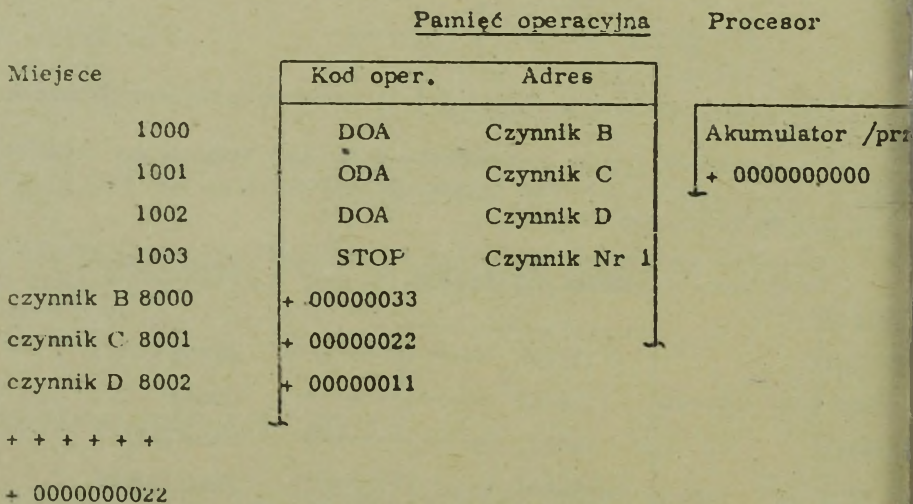 Pamięć operacyjna Procesor
Miejsce Kod oper. Adres
1000 DOA Czynnik B Akumulator /prz
1001 ODA Czynnik C + 0000000000
1002 DOA Czynnik D
1003 STOP Czynnik Nr 1
czynnik B 8000 + 00000033
czynnik C 8001 + 00000022
czynnik D 8002 + 00000011
+ + + + + +
+ 0000000022